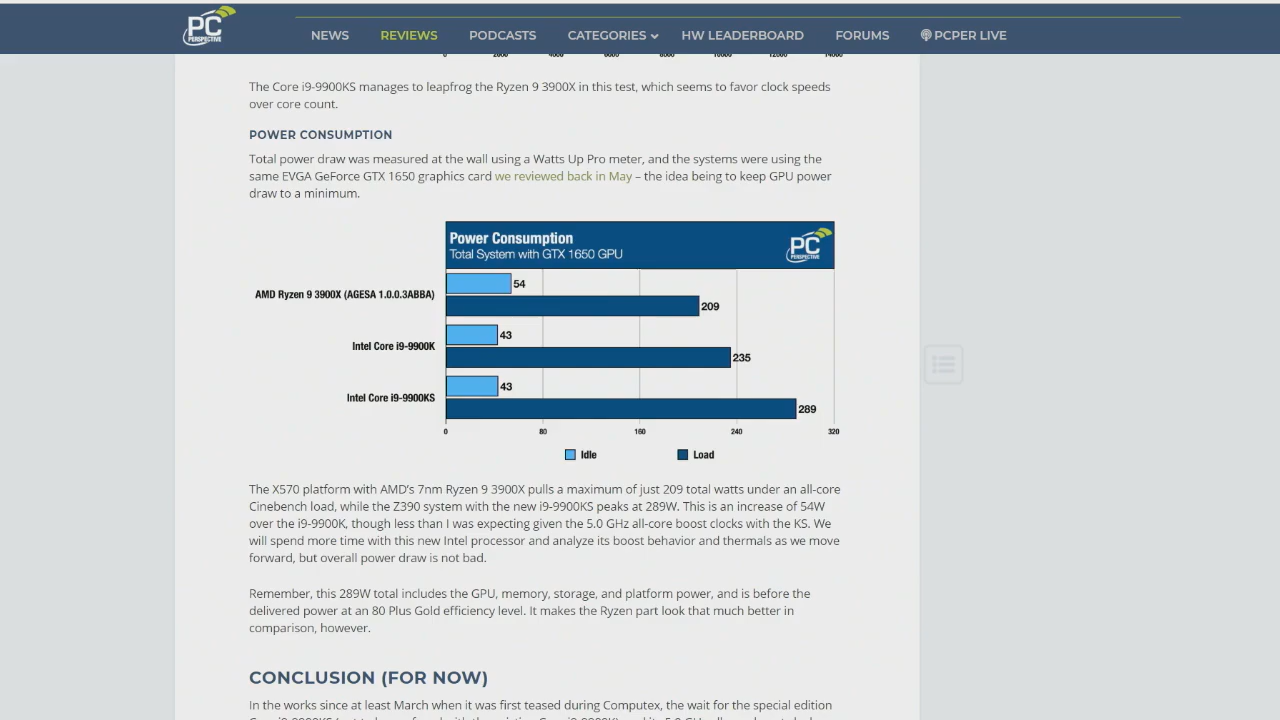 PC
PERSPECTIVE
NEWS
REVIEWS
PODCASTS
CATEGORIES
HW LEADERBOARD
FORUMS
PCPER LIVE
The Core i9-9900KS manages to leapfrog the Ryzen 9 3900X in this test, which seems to favor clock speeds
over core count.
POWER CONSUMPTION
Total power draw was measured at the wall using a Watts Up Pro meter, and the systems were using the
same EVGA GeForce GTX 1650 graphics card we reviewed back in May – the idea being to keep GPU power
draw to a minimum.
Power Consumption
Total System with GTX 1650 GPU
PC
PERSPECTIVE
AMD Ryzen 9 3900X (AGESA 1.0.0.3ABBA)
54
209
Intel Core i9-9900K
43
235
Intel Core i9-9900KS
43
289
0 80 160 240 320
Idle Load
The X570 platform with AMD's 7nm Ryzen 9 3900X pulls a maximum of just 209 total watts under an all-core
Cinebench load, while the Z390 system with the new i9-9900KS peaks at 289W. This is an increase of 54W
over the i9-9900K, though less than I was expecting given the 5.0 GHz all-core boost clocks with the KS. We
will spend more time with this new Intel processor and analyze its boost behavior and thermals as we move
forward, but overall power draw is not bad.
Remember, this 289W total includes the GPU, memory, storage, and platform power, and is before the
delivered power at an 80 Plus Gold efficiency level. It makes the Ryzen part look that much better in
comparison, however.
CONCLUSION (FOR NOW)
In the works since at least March when it was first teased during Computex, the wait for the special edition